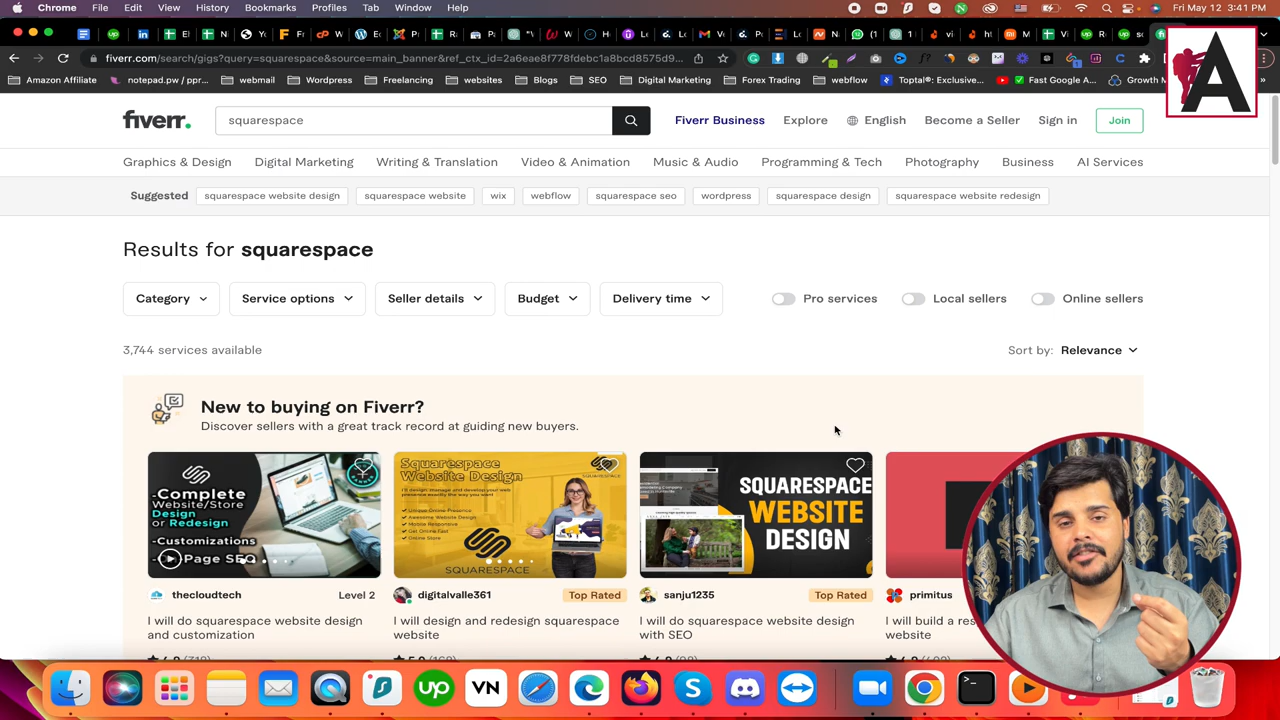 Chrome File Edit View History Bookmarks Profiles Tab Window Help Fri May 12 3:41 PM
fiverr.com/search/gigs?query=squarespace&source=main_banner&ref_ctx_id=2a6eae8f778fdebc1a8bcd8575d9...
Amazon Affiliate notepad.pw / ppr... webmail Wordpress Freelancing websites Blogs SEO Digital Marketing Forex Trading webflow Toptal®: Exclusive... Fast Google A... Growth
A
fiverr.
squarespace
Fiverr Business Explore English Become a Seller Sign in Join
Graphics & Design Digital Marketing Writing & Translation Video & Animation Music & Audio Programming & Tech Photography Business AI Services
Suggested squarespace website design squarespace website wix webflow squarespace seo wordpress squarespace design squarespace website redesign
Results for squarespace
Category Service options Seller details Budget Delivery time Pro services Local sellers Online sellers
3,744 services available
Sort by: Relevance
New to buying on Fiverr?
Discover sellers with a great track record at guiding new buyers.
-Complete
Website/Store
Design
or Redesign
-Customizations
Page SEO
Squarespace
Website Design
SQUARESPACE
SQUARESPACE
WEBSITE
DESIGN
thecloudtech Level 2
I will do squarespace website design
and customization
digitalvalle361 Top Rated
I will design and redesign squarespace
website
sanju1235 Top Rated
I will do squarespace website design
with SEO
primitus
I will build a res
website
up VN